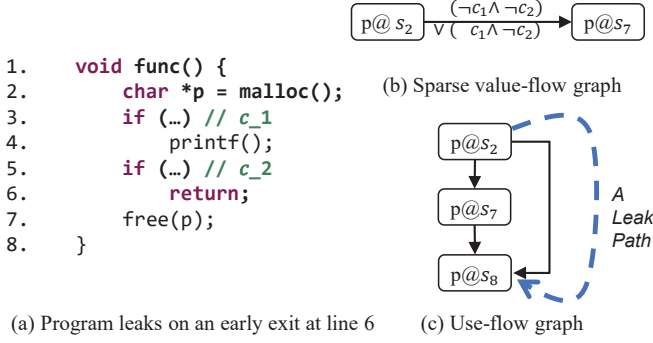 1. void func() {
2. char *p = malloc();
3. if (…) // c_1
4. printf();
5. if (…) // c_2
6. return;
7. free(p);
8. }
(a) Program leaks on an early exit at line 6
p@ s₂
(¬c₁∧ ¬c₂)
∨ ( c₁∧ ¬c₂)
p@s₇
(b) Sparse value-flow graph
p@s₂
p@s₇
p@s₈
A
Leak
Path
(c) Use-flow graph